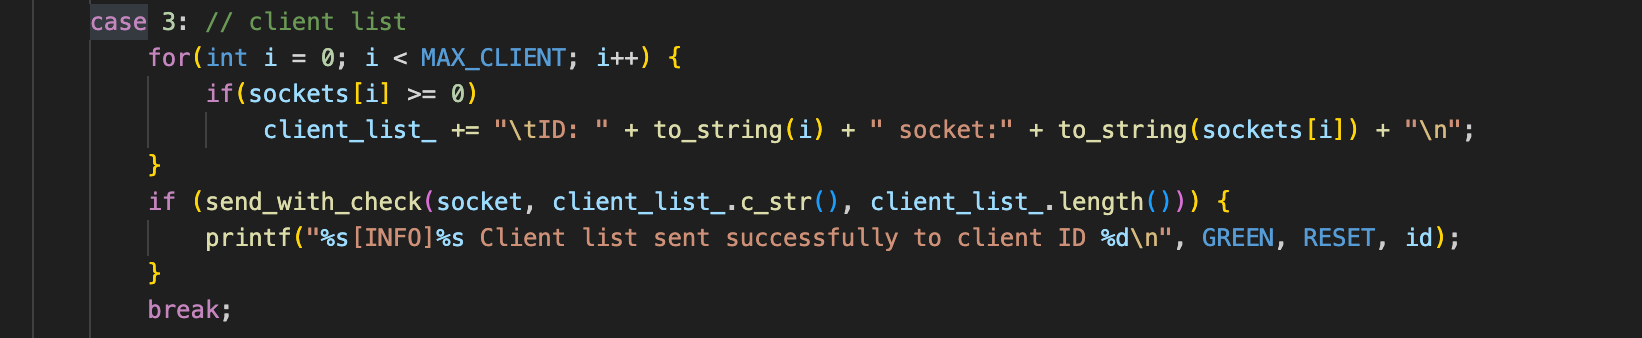 case 3: // client list
for(int i = 0; i < MAX_CLIENT; i++) {
if(sockets[i] >= 0)
client_list_ += "\tID: " + to_string(i) + " socket:" + to_string(sockets[i]) + "\n";
}
if (send_with_check(socket, client_list_.c_str(), client_list_.length())) {
printf("%s[INFO]%s Client list sent successfully to client ID %d\n", GREEN, RESET, id);
}
break;